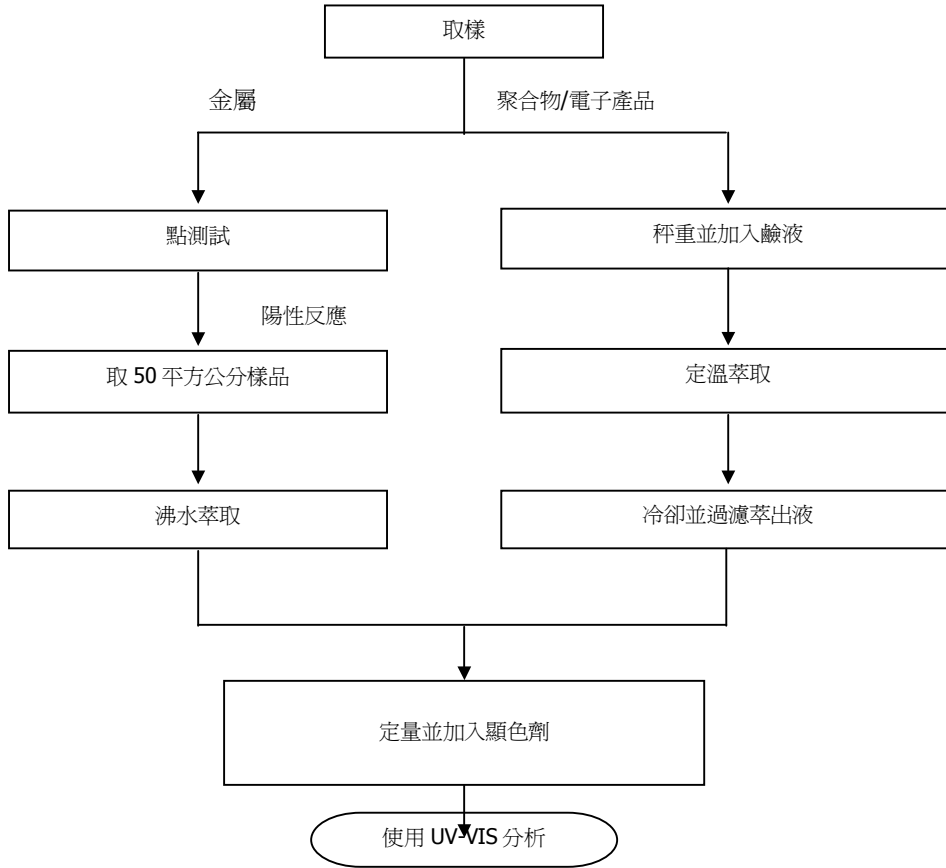 取樣
金屬
聚合物/電子產品
點測試
秤重並加入鹼液
陽性反應
取 50 平方公分樣品
定溫萃取
沸水萃取
冷卻並過濾萃出液
定量並加入顯色劑
使用 UV-VIS 分析